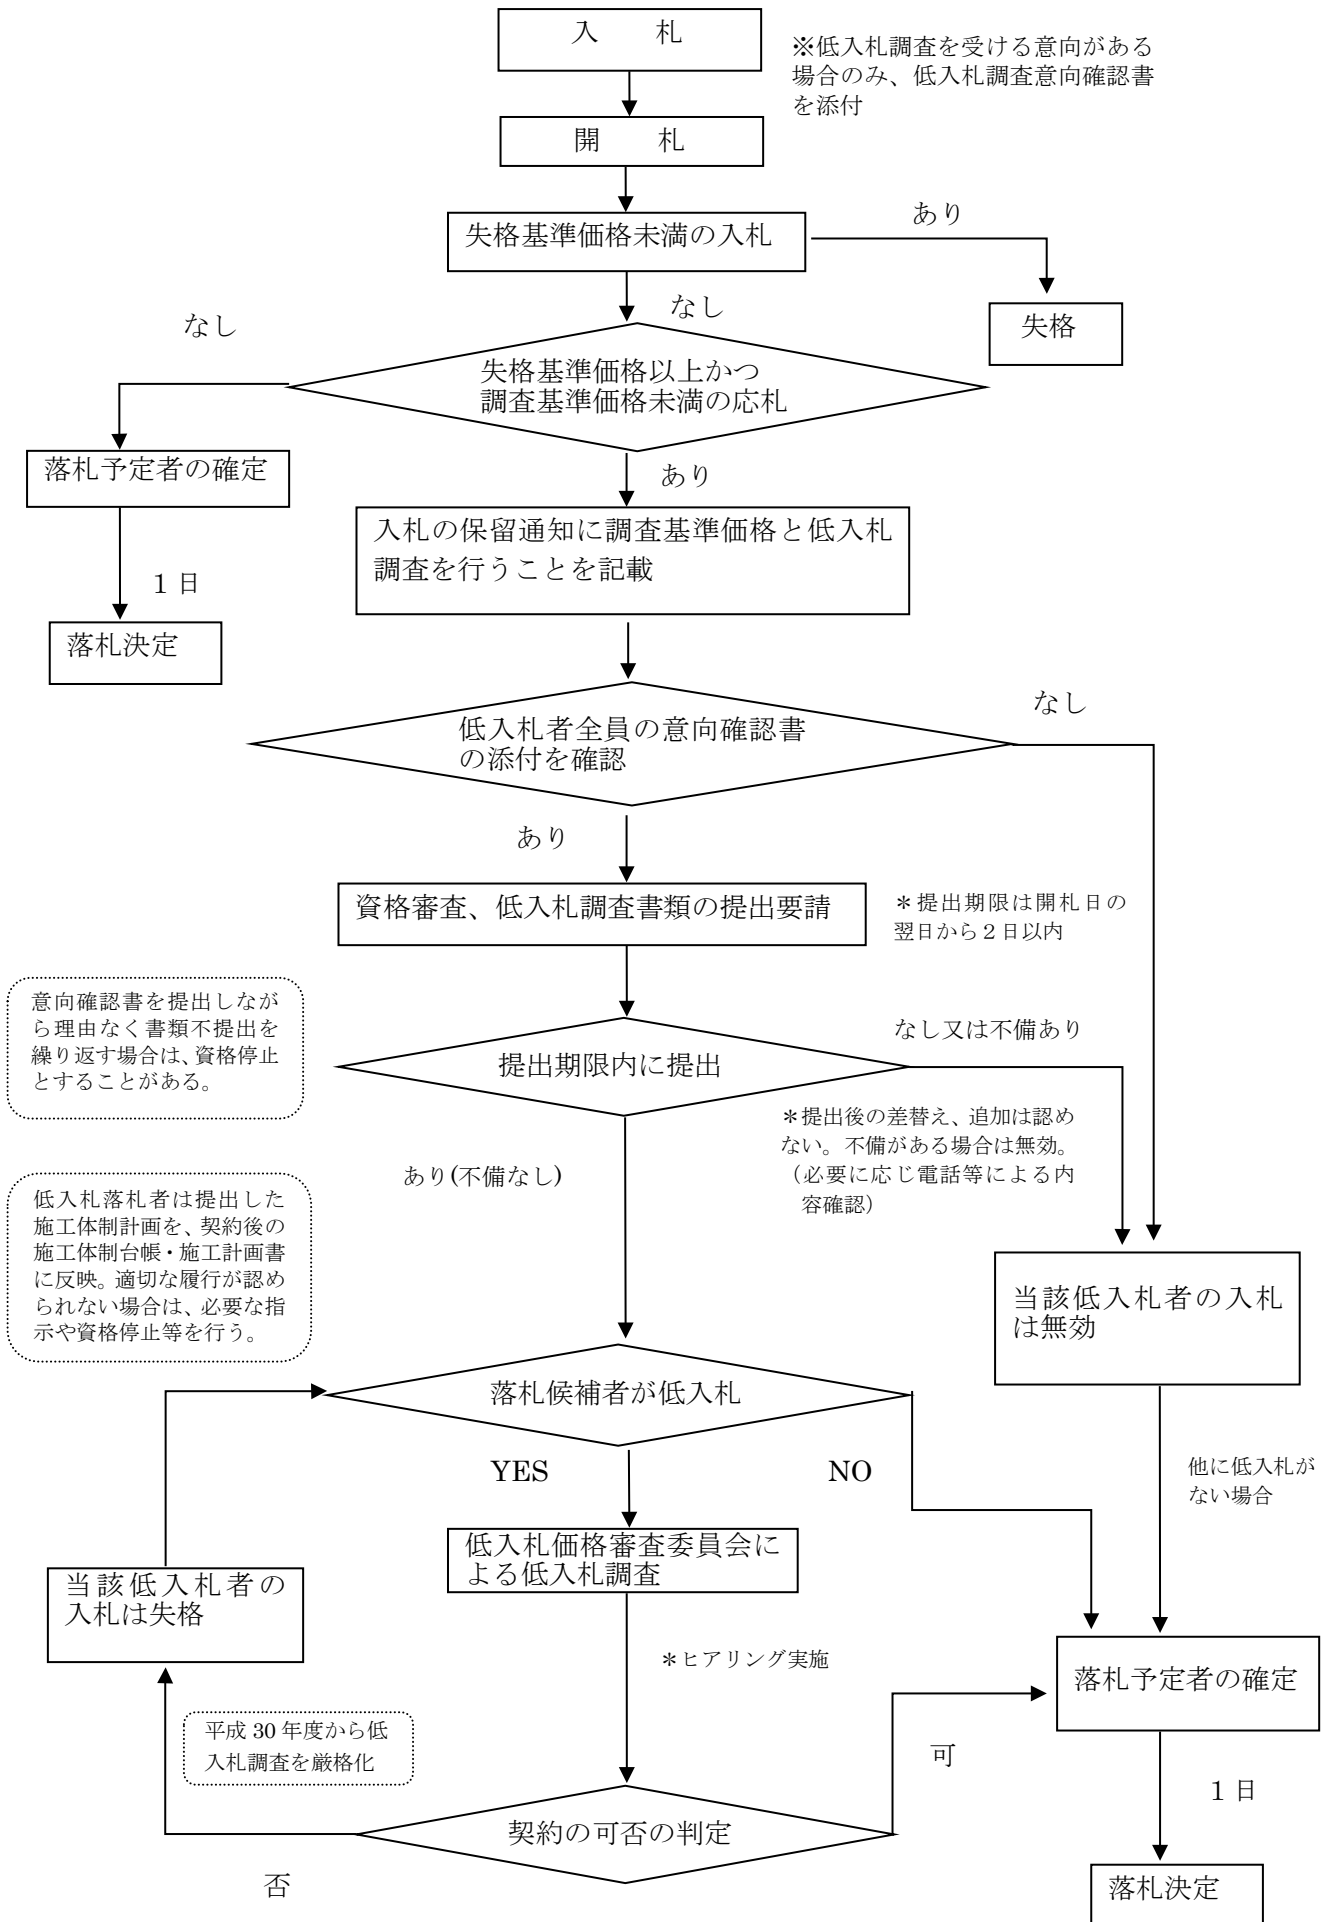 入　札
※低入札調査を受ける意向がある
場合のみ、低入札調査意向確認書
を添付
開　札
失格基準価格未満の入札
あり
失格
なし
なし
失格基準価格以上かつ
調査基準価格未満の応札
落札予定者の確定
1 日
落札決定
あり
入札の保留通知に調査基準価格と低入札
調査を行うことを記載
低入札者全員の意向確認書
の添付を確認
なし
あり
資格審査、低入札調査書類の提出要請
＊提出期限は開札日の
翌日から２日以内
意向確認書を提出しなが
ら理由なく書類不提出を
繰り返す場合は、資格停止
とすることがある。
提出期限内に提出
なし又は不備あり
＊提出後の差替え、追加は認め
ない。不備がある場合は無効。
（必要に応じ電話等による内
容確認）
あり(不備なし)
低入札落札者は提出した
施工体制計画を、契約後の
施工体制台帳・施工計画書
に反映。適切な履行が認め
られない場合は、必要な指
示や資格停止等を行う。
当該低入札者の入札
は無効
落札候補者が低入札
YES
NO
他に低入札が
ない場合
低入札価格審査委員会に
よる低入札調査
当該低入札者の
入札は失格
＊ヒアリング実施
落札予定者の確定
平成 30 年度から低
入札調査を厳格化
可
1 日
契約の可否の判定
否
落札決定